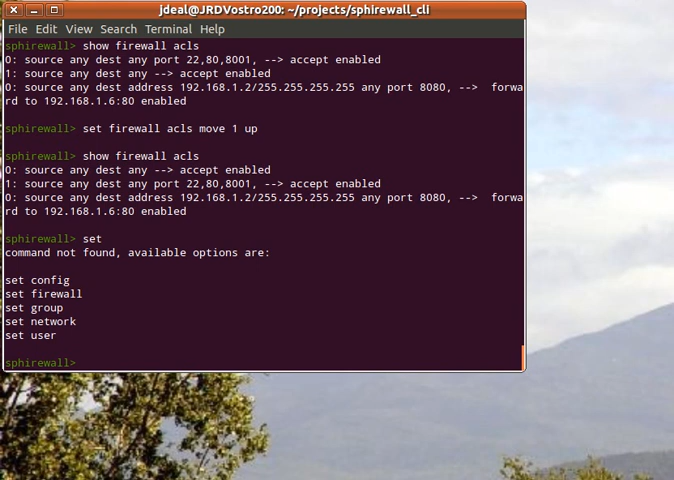 jdeal@JRDVostro200: ~/projects/sphirewall_cli
File Edit View Search Terminal Help
sphirewall> show firewall acls
0: source any dest any port 22,80,8001, --> accept enabled
1: source any dest any --> accept enabled
0: source any dest address 192.168.1.2/255.255.255.255 any port 8080, -->  forwa
rd to 192.168.1.6:80 enabled
sphirewall> set firewall acls move 1 up
sphirewall> show firewall acls
0: source any dest any --> accept enabled
1: source any dest any port 22,80,8001, --> accept enabled
0: source any dest address 192.168.1.2/255.255.255.255 any port 8080, -->  forwa
rd to 192.168.1.6:80 enabled
sphirewall> set
command not found, available options are:
set config
set firewall
set group
set network
set user
sphirewall>